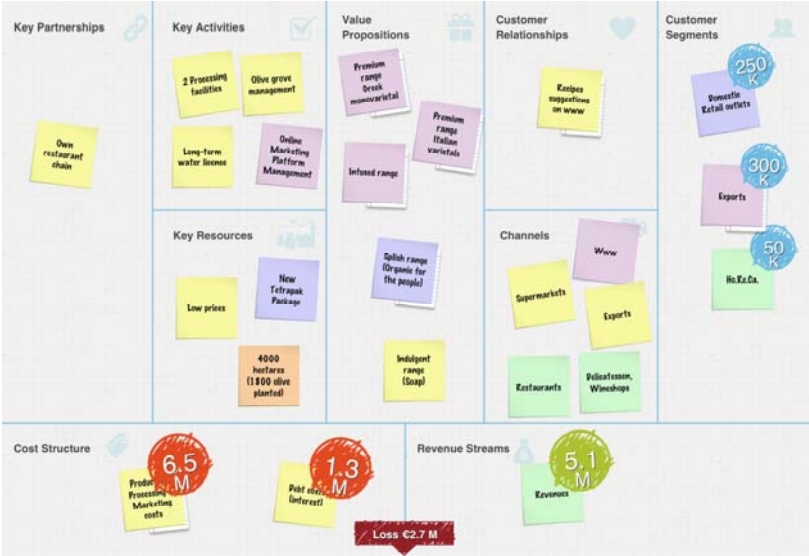 Key Partnerships
Own
restaurant
chain
Key Activities
2 Processing
facilities
Olive grove
management
Long-term
water licence
Online
Marketing
Platform
Management
Key Resources
Low prices
New
Tetrapak
Package
4000
hectares
(1800 olive
planted)
Value
Propositions
Premium
range
Greek
monovarietal
Premium
range
Italian
varietals
Infused range
Splish range
(Organic for
the people)
Indulgent
range
(Soap)
Customer
Relationships
Recipes
suggestions
on www
Channels
Www
Supermarkets
Exports
Restaurants
Delicatessen,
Wineshops
Customer
Segments
250
K
Domestic
Retail outlets
300
K
Exports
50
K
Ho.Re.Ca.
Cost Structure
6.5
M
Processing
Marketing
costs
1.3
M
Debt
(interest)
Revenue Streams
5.1
M
Revenues
Loss €2.7 M